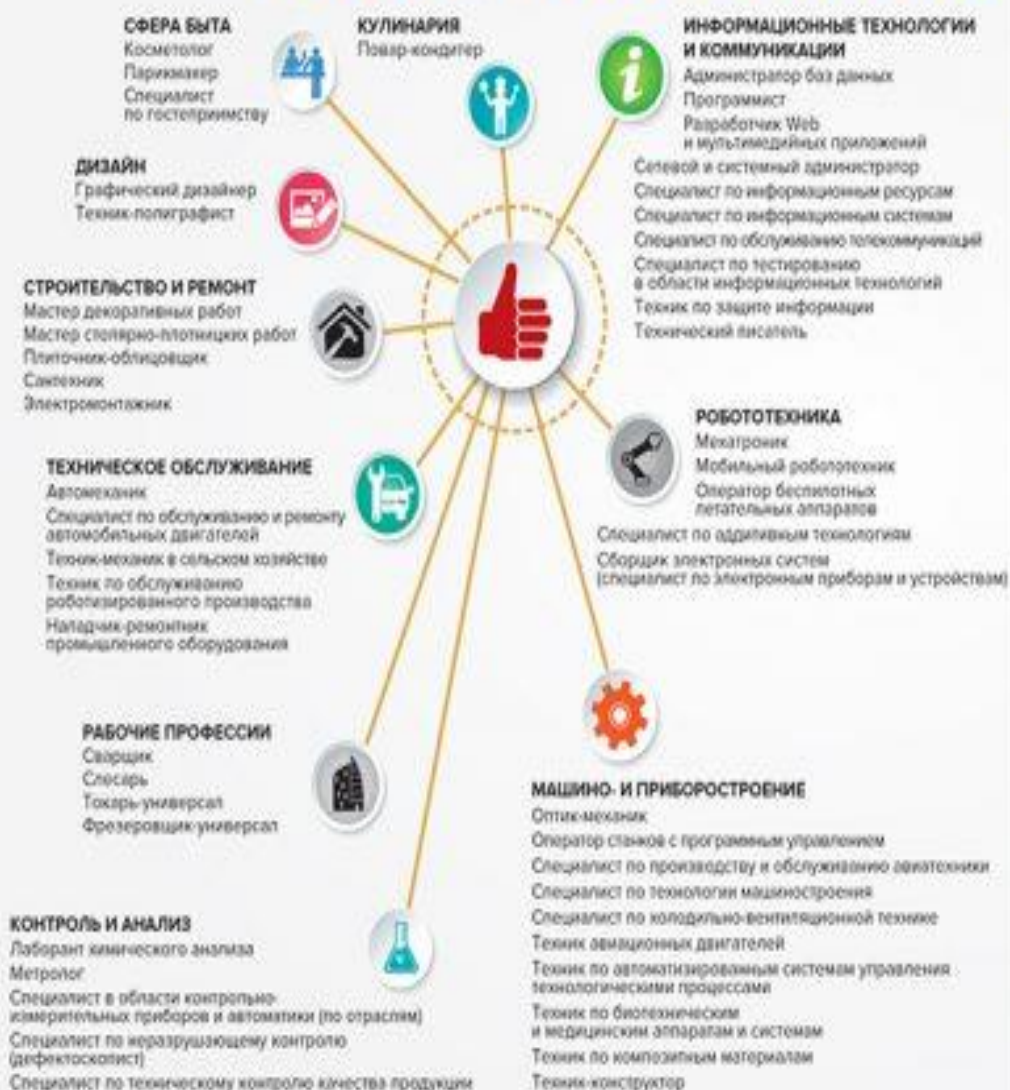 СФЕРА БЫТА
Косметолог
Парикмахер
Специалист
по гостеприимству
КУЛИНАРИЯ
Повар-кондитер
ИНФОРМАЦИОННЫЕ ТЕХНОЛОГИИ
И КОММУНИКАЦИИ
Администратор баз данных
Программист
Разработчик Web
и мультимедийных приложений
Сетевой и системный администратор
Специалист по информационным ресурсам
Специалист по информационным системам
Специалист по обслуживанию телекоммуникаций
Специалист по тестированию
в области информационных технологий
Техник по защите информации
Технический писатель
ДИЗАЙН
Графический дизайнер
Техник-полиграфист
СТРОИТЕЛЬСТВО И РЕМОНТ
Мастер декоративных работ
Мастер столярно-плотницких работ
Плиточник-облицовщик
Сантехник
Электромонтажник
РОБОТОТЕХНИКА
Мехатроник
Мобильный робототехник
Оператор беспилотных
летательных аппаратов
Специалист по аддитивным технологиям
Сборщик электронных систем
(специалист по электронным приборам и устройствам)
ТЕХНИЧЕСКОЕ ОБСЛУЖИВАНИЕ
Автомеханик
Специалист по обслуживанию и ремонту
автомобильных двигателей
Техник-механик в сельском хозяйстве
Техник по обслуживанию
роботизированного производства
Наладчик-ремонтник
промышленного оборудования
РАБОЧИЕ ПРОФЕССИИ
Сварщик
Слесарь
Токарь-универсал
Фрезеровщик-универсал
МАШИНО- И ПРИБОРОСТРОЕНИЕ
Оптик-механик
Оператор станков с программным управлением
Специалист по производству и обслуживанию авиатехники
Специалист по технологии машиностроения
Специалист по холодильно-вентиляционной технике
Техник авиационных двигателей
Техник по автоматизированным системам управления
технологическими процессами
Техник по биотехническим
и медицинским аппаратам и системам
Техник по композитным материалам
Техник-конструктор
КОНТРОЛЬ И АНАЛИЗ
Лаборант химического анализа
Метролог
Специалист в области контрольно-
измерительных приборов и автоматики (по отраслям)
Специалист по неразрушающему контролю
(дефектоскопист)
Специалист по техническому контролю качества продукции